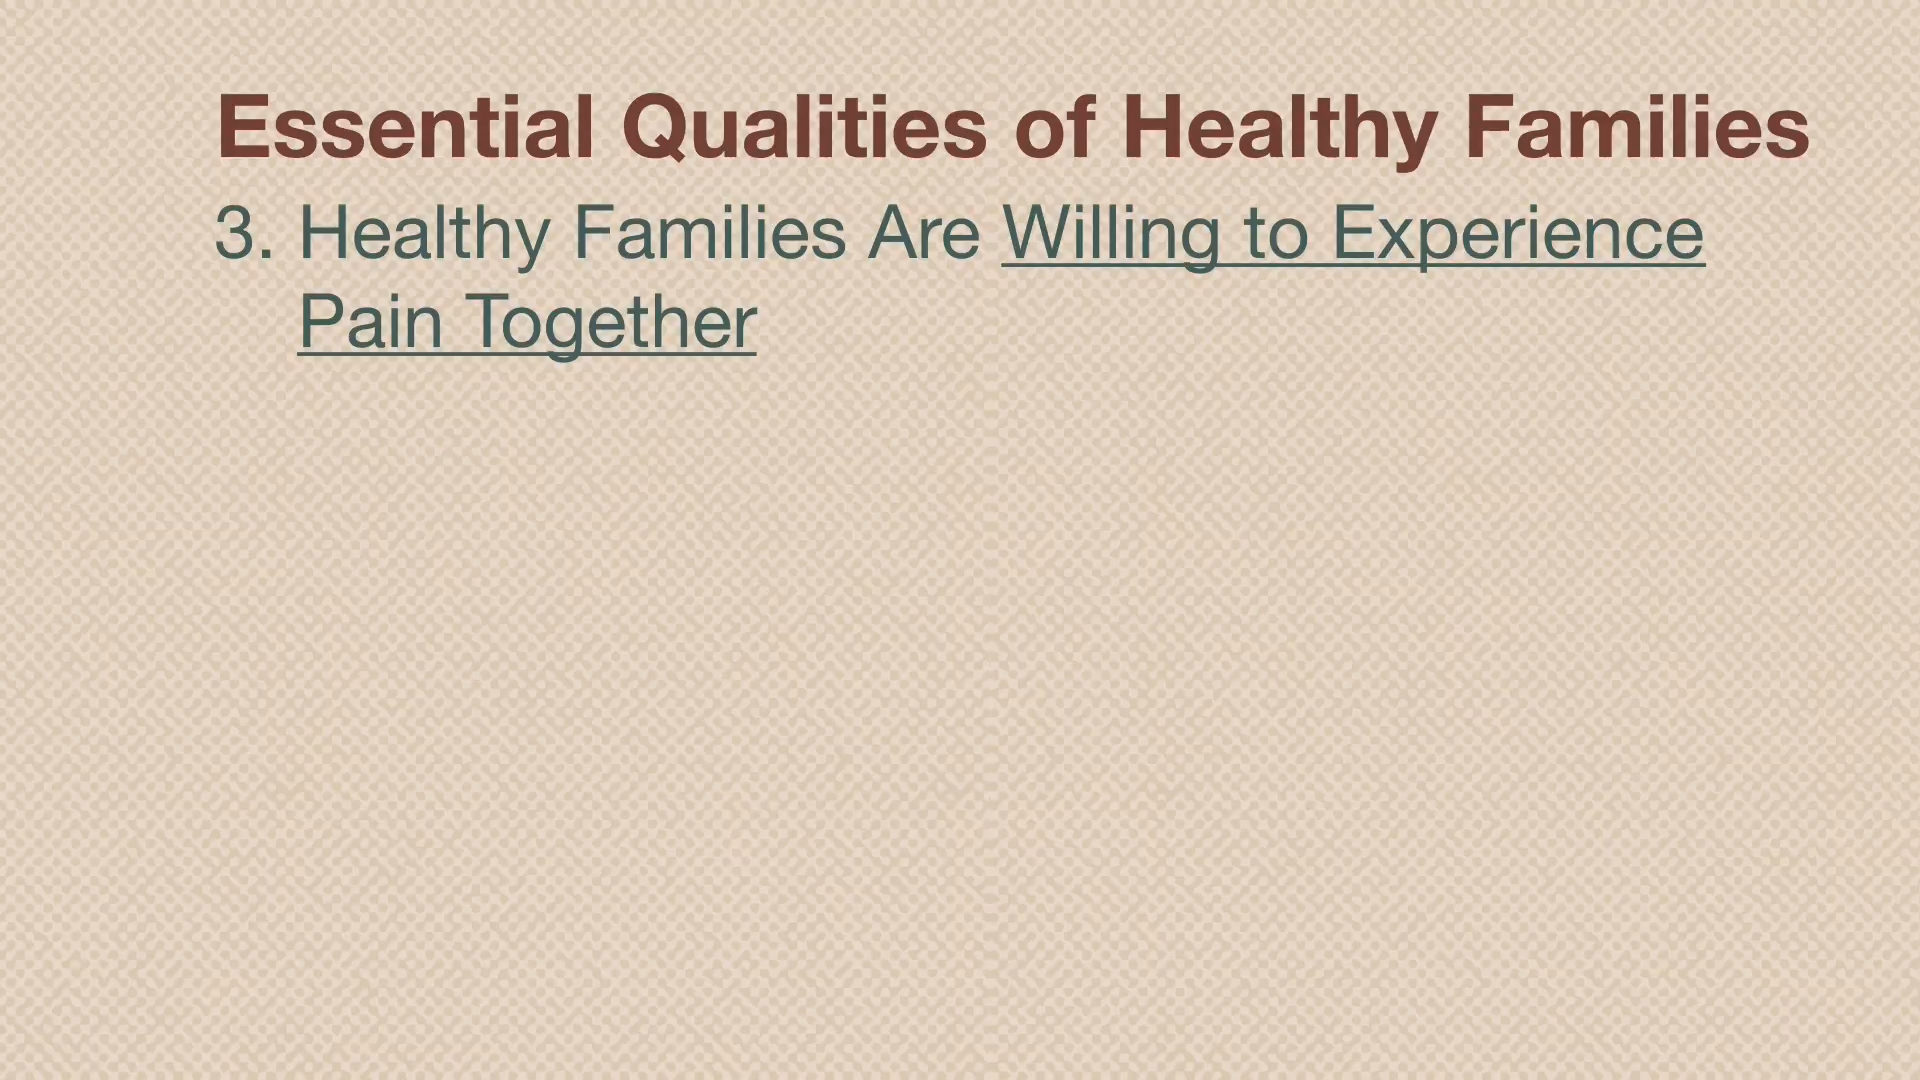 Essential Qualities of Healthy Families
3. Healthy Families Are Willing to Experience
Pain Together